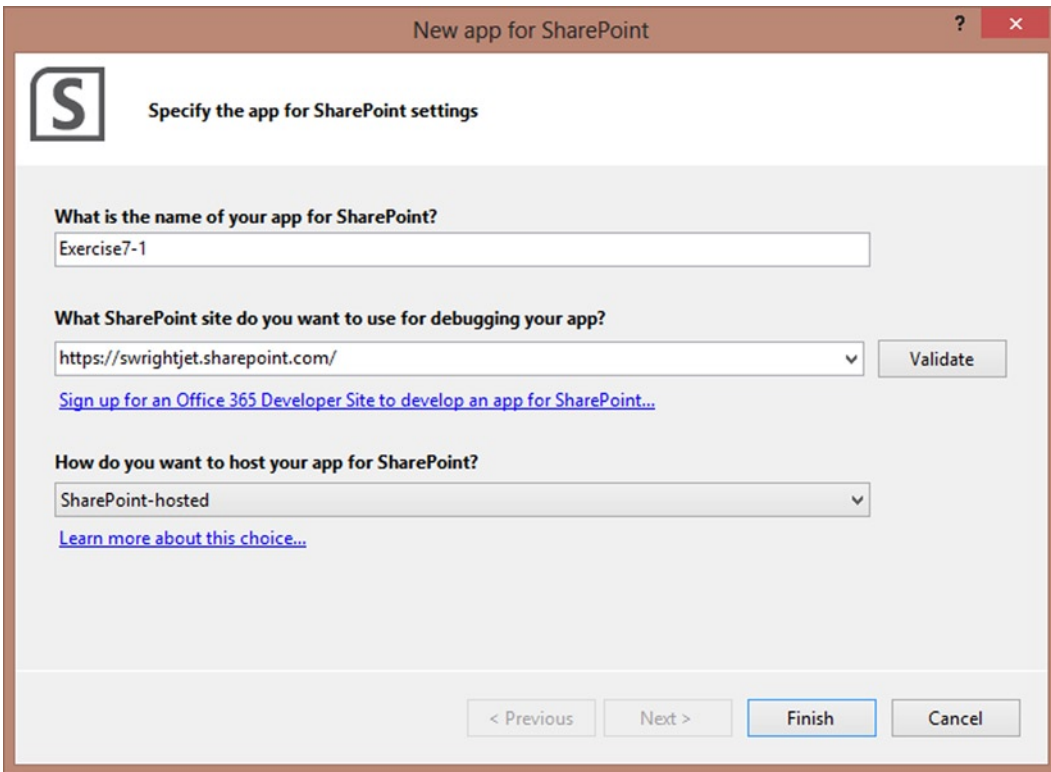 New app for SharePoint
?
S
Specify the app for SharePoint settings
What is the name of your app for SharePoint?
Exercise7-1
What SharePoint site do you want to use for debugging your app?
https://swrightjet.sharepoint.com/
Validate
Sign up for an Office 365 Developer Site to develop an app for SharePoint...
How do you want to host your app for SharePoint?
SharePoint-hosted
Learn more about this choice...
< Previous Next > Finish Cancel